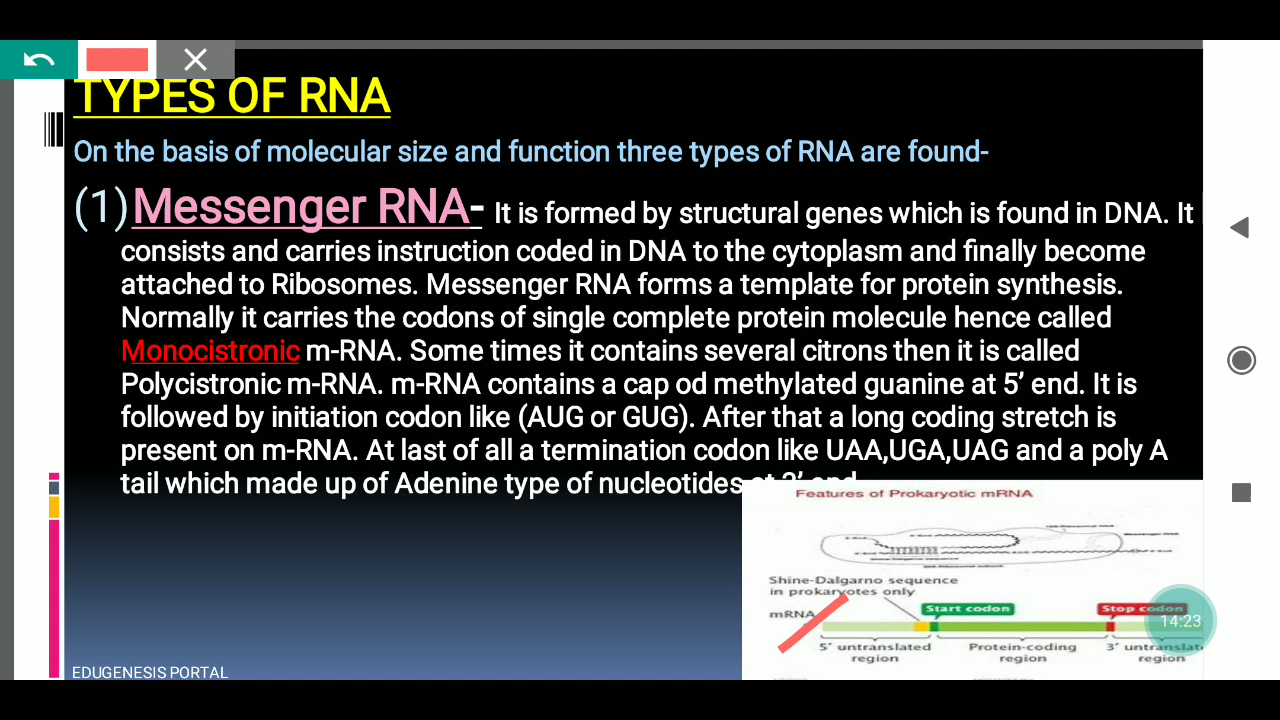 TYPES OF RNA
On the basis of molecular size and function three types of RNA are found-
(1) Messenger RNA- It is formed by structural genes which is found in DNA. It
consists and carries instruction coded in DNA to the cytoplasm and finally become
attached to Ribosomes. Messenger RNA forms a template for protein synthesis.
Normally it carries the codons of single complete protein molecule hence called
Monocistronic m-RNA. Some times it contains several citrons then it is called
Polycistronic m-RNA. m-RNA contains a cap od methylated guanine at 5’ end. It is
followed by initiation codon like (AUG or GUG). After that a long coding stretch is
present on m-RNA. At last of all a termination codon like UAA,UGA,UAG and a poly A
tail which made up of Adenine type of nucleotides at 3’ end
Features of Prokaryotic mRNA
Shine-Dalgarno sequence
in prokaryotes only
Start codon
Stop codon
mRNA
14:23
5’ untranslated
region
Protein-coding
region
3’ untranslat
region
EDUGENESIS PORTAL